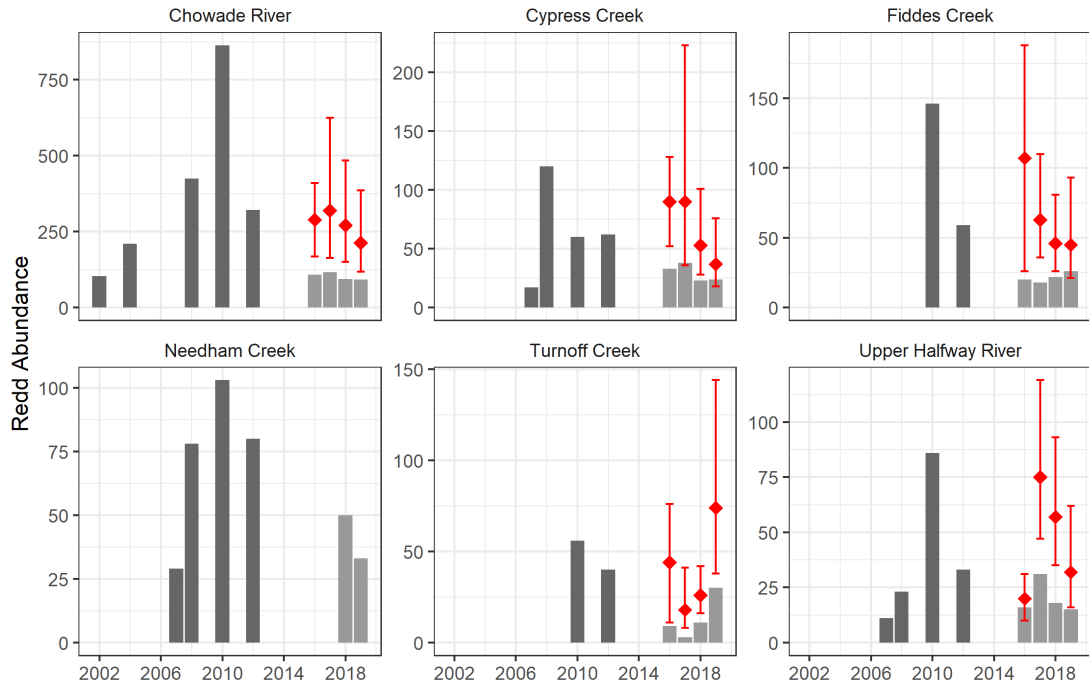 Chowade River
Cypress Creek
Fiddes Creek
Redd Abundance
750
500
250
0
200
150
100
50
0
150
100
50
0
Needham Creek
Turnoff Creek
Upper Halfway River
100
75
50
25
0
150
100
50
0
100
75
50
25
0
2002 2006 2010 2014 2018
2002 2006 2010 2014 2018
2002 2006 2010 2014 2018